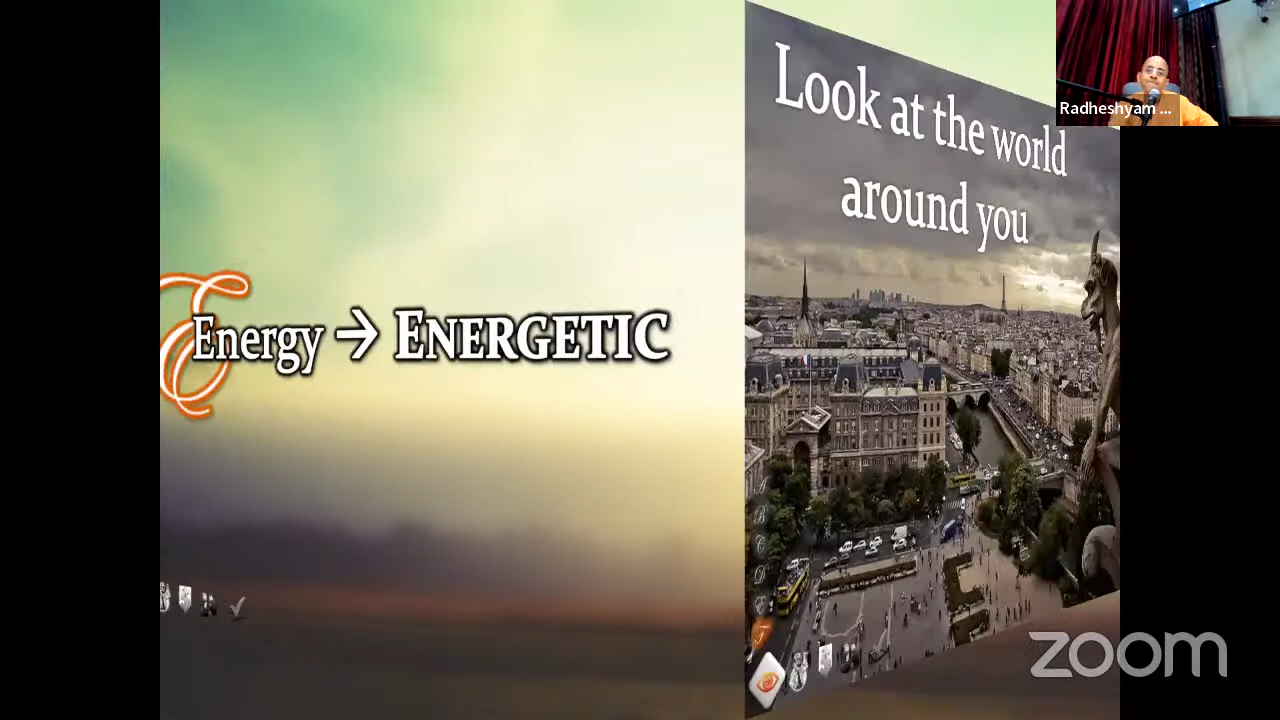 E
Energy → ENERGETIC
Look at the world
around you
Radheshyam ...
zoom